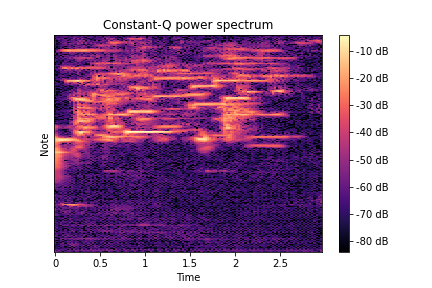 Constant-Q power spectrum
Note
0
0.5
1
1.5
2
2.5
Time
-10 dB
-20 dB
-30 dB
-40 dB
-50 dB
-60 dB
-70 dB
-80 dB